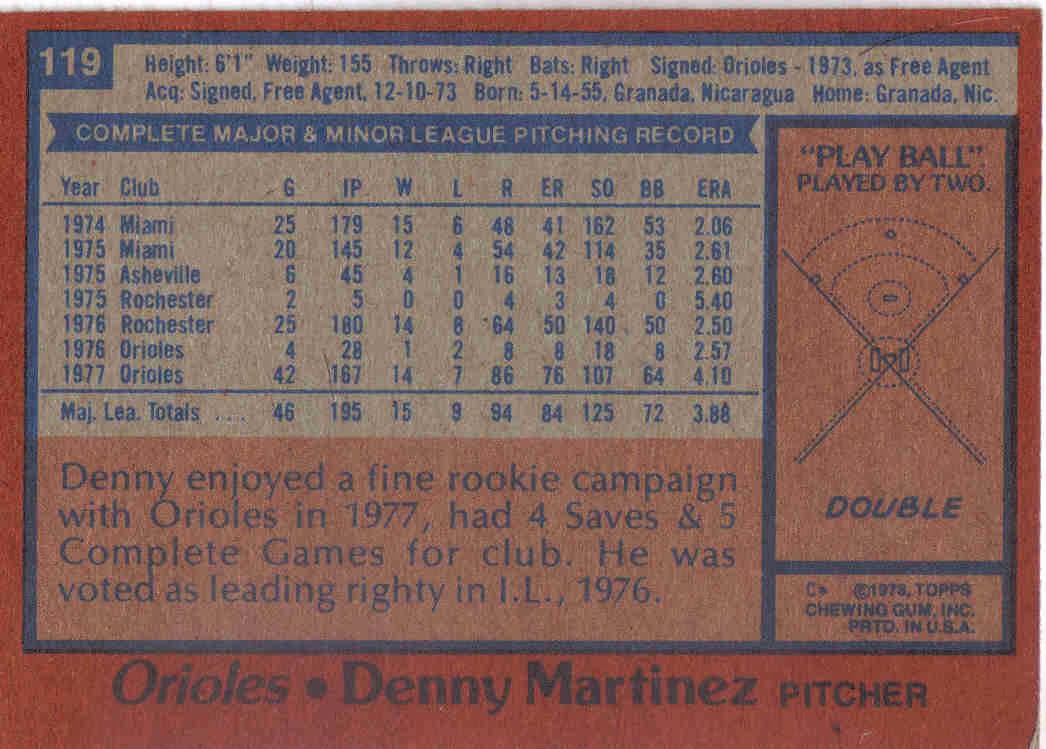 119
Height: 6'1" Weight: 155 Throws: Right Bats: Right Signed: Orioles - 1973, as Free Agent
Acq: Signed, Free Agent, 12-10-73 Born: 5-14-55, Granada, Nicaragua Home: Granada, Nic.
COMPLETE MAJOR & MINOR LEAGUE PITCHING RECORD
Year Club G IP W L R ER SO BB ERA
1974 Miami 25 179 15 6 48 41 162 53 2.06
1975 Miami 20 145 12 4 54 42 114 35 2.61
1975 Asheville 6 45 4 1 16 13 18 12 2.60
1975 Rochester 2 5 0 0 4 3 4 0 5.40
1976 Rochester 25 180 14 8 64 50 140 50 2.50
1976 Orioles 4 28 1 2 8 8 18 8 2.57
1977 Orioles 42 167 14 7 86 76 107 64 4.10
Maj. Lea. Totals .... 46 195 15 9 94 84 125 72 3.88
Denny enjoyed a fine rookie campaign
with Orioles in 1977, had 4 Saves & 5
Complete Games for club. He was
voted as leading righty in I.L., 1976.
"PLAY BALL"
PLAYED BY TWO.
DOUBLE
C* ©1978, TOPPS
CHEWING GUM, INC.
PRTD. IN U.S.A.
Orioles • Denny Martinez PITCHER